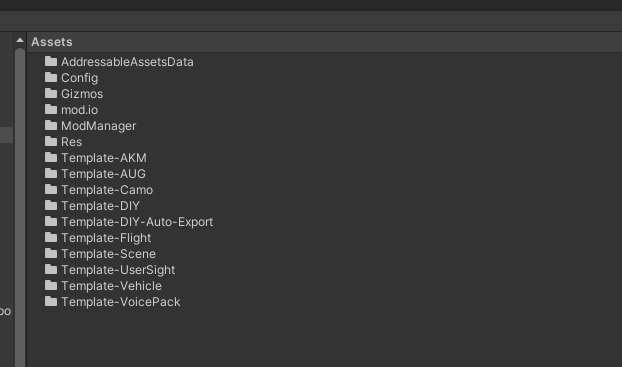 Assets
AddressableAssetsData
Config
Gizmos
mod.io
ModManager
Res
Template-AKM
Template-AUG
Template-Camo
Template-DIY
Template-DIY-Auto-Export
Template-Flight
Template-Scene
Template-UserSight
Template-Vehicle
Template-VoicePack